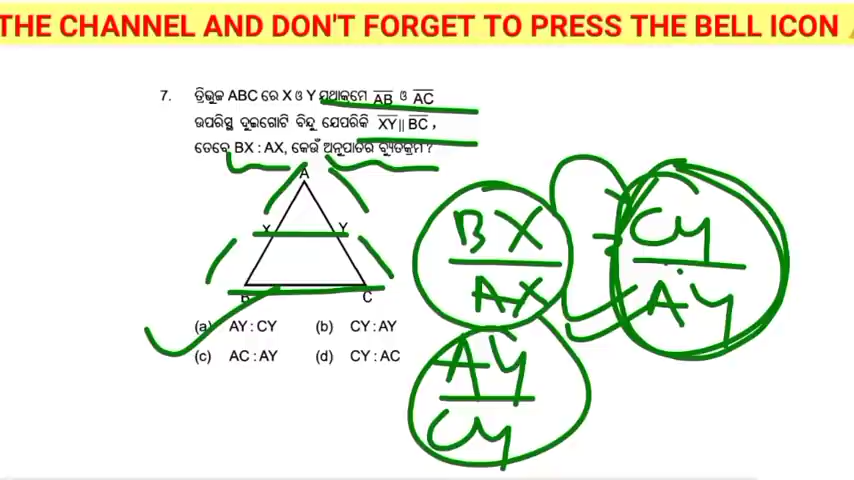 THE CHANNEL AND DON'T FORGET TO PRESS THE BELL ICON
7. ତ୍ରିଭୁଜ ABC ରେ X ଓ Y ଯଥାକ୍ରମେ AB ଓ AC
ଉପରିସ୍ଥ ଦୁଇଗୋଟି ବିନ୍ଦୁ ଯେପରିକି XY || BC ,
ତେବେ BX : AX, କେଉଁ ଅନୁପାତର ବ୍ୟୁତକ୍ରମ ?
A
X Y
B C
(a) AY : CY (b) CY : AY
(c) AC : AY (d) CY : AC
BX
AX
CY
AY
AY
CY